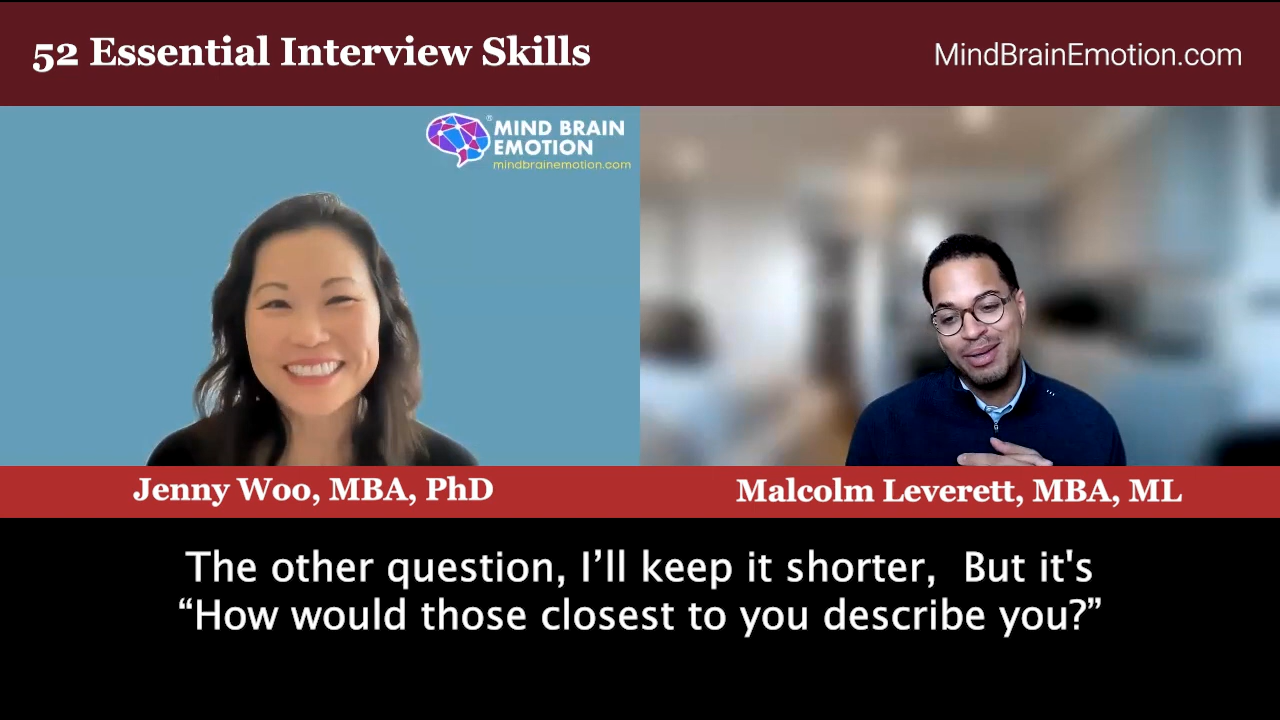 52 Essential Interview Skills
MindBrainEmotion.com
MIND BRAIN
EMOTION
mindbrainemotion.com
Jenny Woo, MBA, PhD
Malcolm Leverett, MBA, ML
The other question, I’ll keep it shorter,  But it's
“How would those closest to you describe you?”